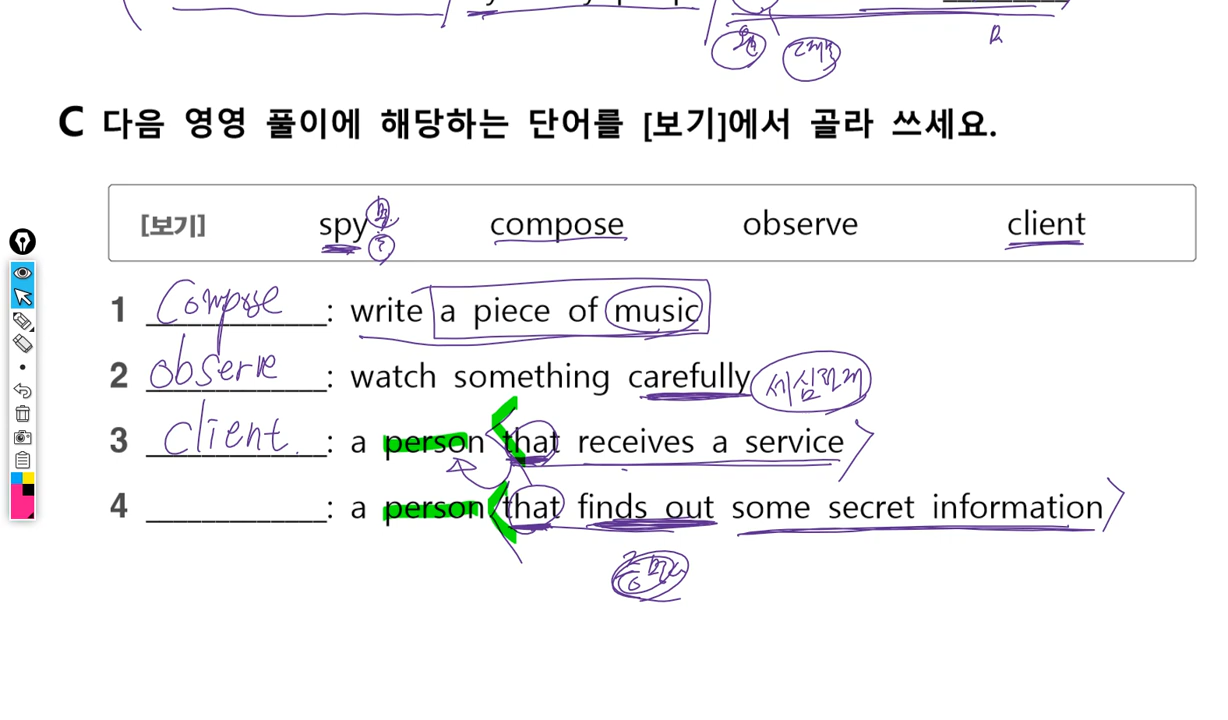 C 다음 영영 풀이에 해당하는 단어를 [보기]에서 골라 쓰세요.
[보기] spy compose observe client
1 Compose : write a piece of music
2 observe : watch something carefully 세심하게
3 client. : a person that receives a service
4 ____________ : a person that finds out some secret information